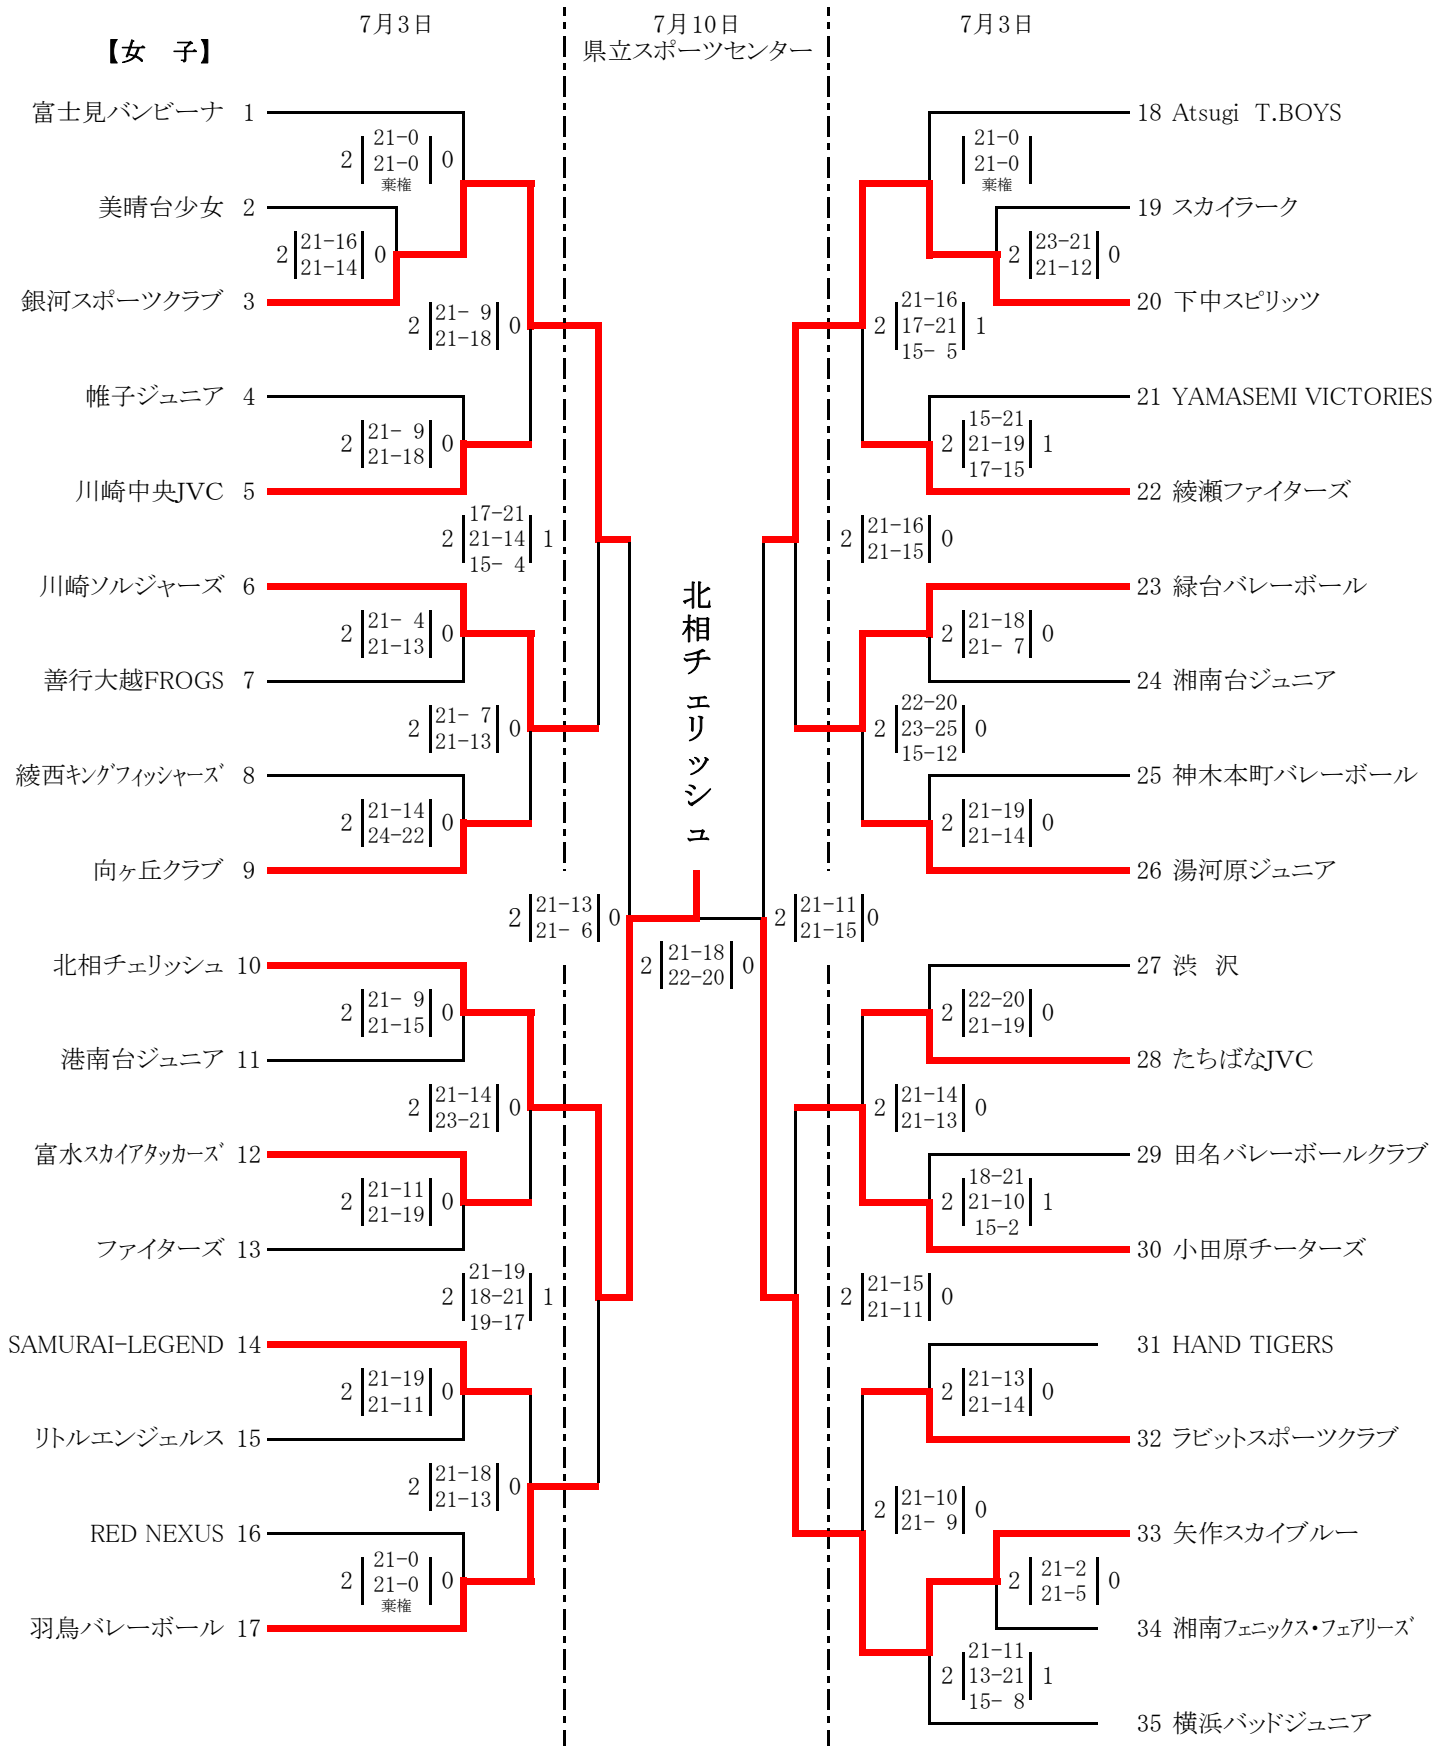 7月3日
7月10日
7月3日
県立スポーツセンター
【女　子】
富士見バンビーナ 1
2 21-0 0
21-0
棄権
美晴台少女 2
2 21-16 0
21-14
銀河スポーツクラブ 3
2 21- 9 0
21-18
帷子ジュニア 4
2 21- 9 0
21-18
川崎中央JVC 5
17-21
2 21-14 1
15- 4
川崎ソルジャーズ 6
2 21- 4 0
21-13
善行大越FROGS 7
2 21- 7 0
21-13
綾西キングフィッシャーズ 8
2 21-14 0
24-22
向ヶ丘クラブ 9
2 21-13 0
21- 6
北相チェリッシュ 10
2 21- 9 0
21-15
港南台ジュニア 11
2 21-14 0
23-21
富水スカイアタッカーズ 12
2 21-11 0
21-19
ファイターズ 13
21-19
2 18-21 1
19-17
SAMURAI-LEGEND 14
2 21-19 0
21-11
リトルエンジェルス 15
2 21-18 0
21-13
RED NEXUS 16
2 21-0 0
21-0
棄権
羽鳥バレーボール 17
北相チェリッシュ
2 21-18 0
22-20
18 Atsugi T.BOYS
21-0
21-0
棄権
19 スカイラーク
2 23-21 0
21-12
20 下中スピリッツ
21-16
2 17-21 1
15- 5
21 YAMASEMI VICTORIES
15-21
2 21-19 1
17-15
22 綾瀬ファイターズ
2 21-16 0
21-15
23 緑台バレーボール
2 21-18 0
21- 7
24 湘南台ジュニア
22-20
2 23-25 0
15-12
25 神木本町バレーボール
2 21-19 0
21-14
26 湯河原ジュニア
2 21-11 0
21-15
27 渋　沢
2 22-20 0
21-19
28 たちばなJVC
2 21-14 0
21-13
29 田名バレーボールクラブ
18-21
2 21-10 1
15-2
30 小田原チーターズ
2 21-15 0
21-11
31 HAND TIGERS
2 21-13 0
21-14
32 ラビットスポーツクラブ
2 21-10 0
21- 9
33 矢作スカイブルー
2 21-2 0
21-5
34 湘南フェニックス・フェアリーズ
21-11
2 13-21 1
15- 8
35 横浜バッドジュニア